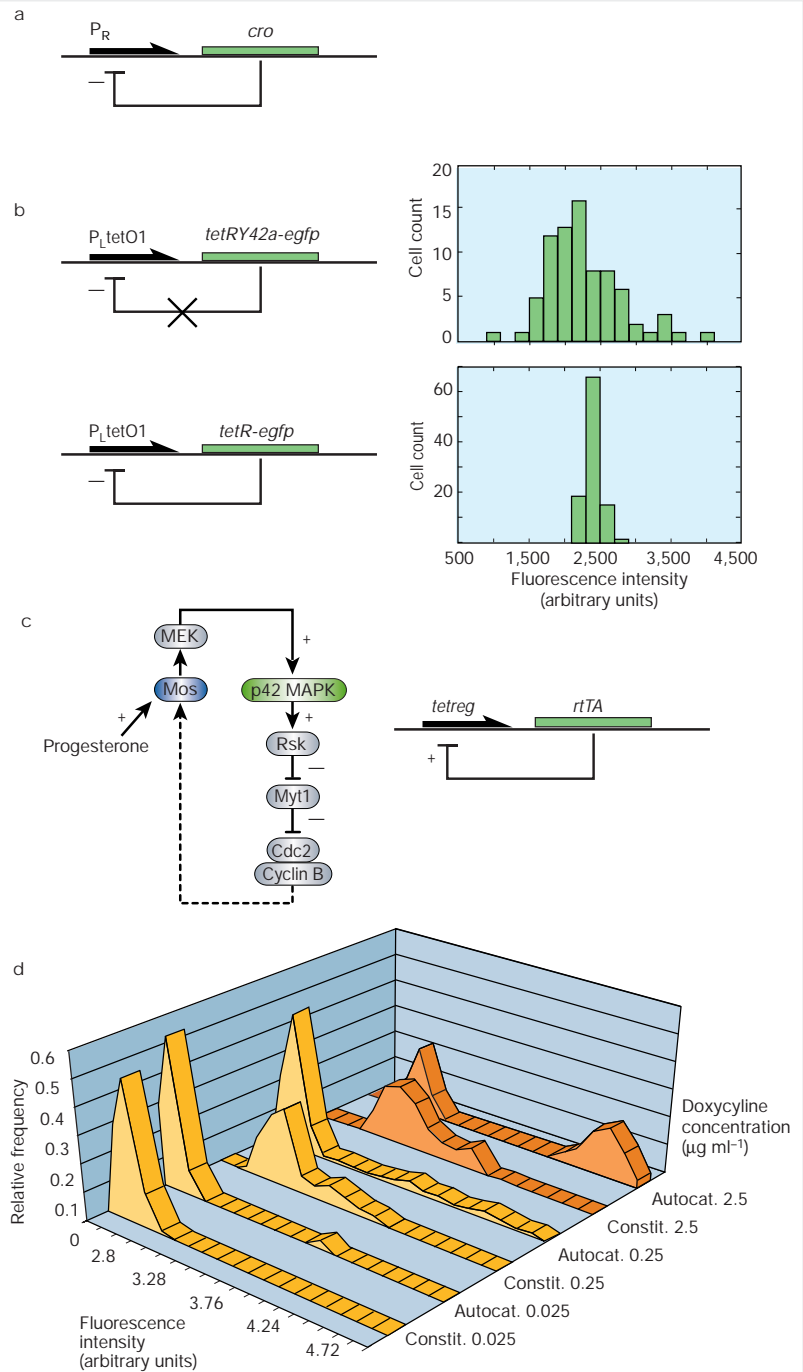 a
P_R
cro
—
b
P_LtetO1
tetRY42a-egfp
—
20
15
10
5
0
Cell count
P_LtetO1
tetR-egfp
—
60
40
20
Cell count
500
1,500
2,500
3,500
4,500
Fluorescence intensity
(arbitrary units)
c
MEK
+
Mos
p42 MAPK
+
Progesterone
+
Rsk
—
Myt1
—
Cdc2
Cyclin B
tetreg
rtTA
+
d
0.6
0.5
0.4
0.3
0.2
0.1
0
Relative frequency
2.8
3.28
3.76
4.24
4.72
Fluorescence
intensity
(arbitrary units)
Doxycyline
concentration
(µg ml⁻¹)
Autocat. 2.5
Constit. 2.5
Autocat. 0.25
Constit. 0.25
Autocat. 0.025
Constit. 0.025